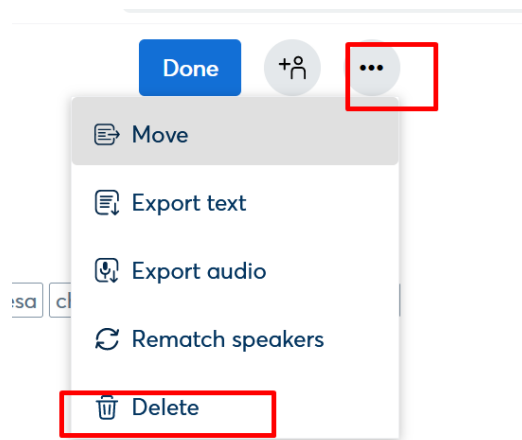 Done
Move
Export text
Export audio
Rematch speakers
Delete